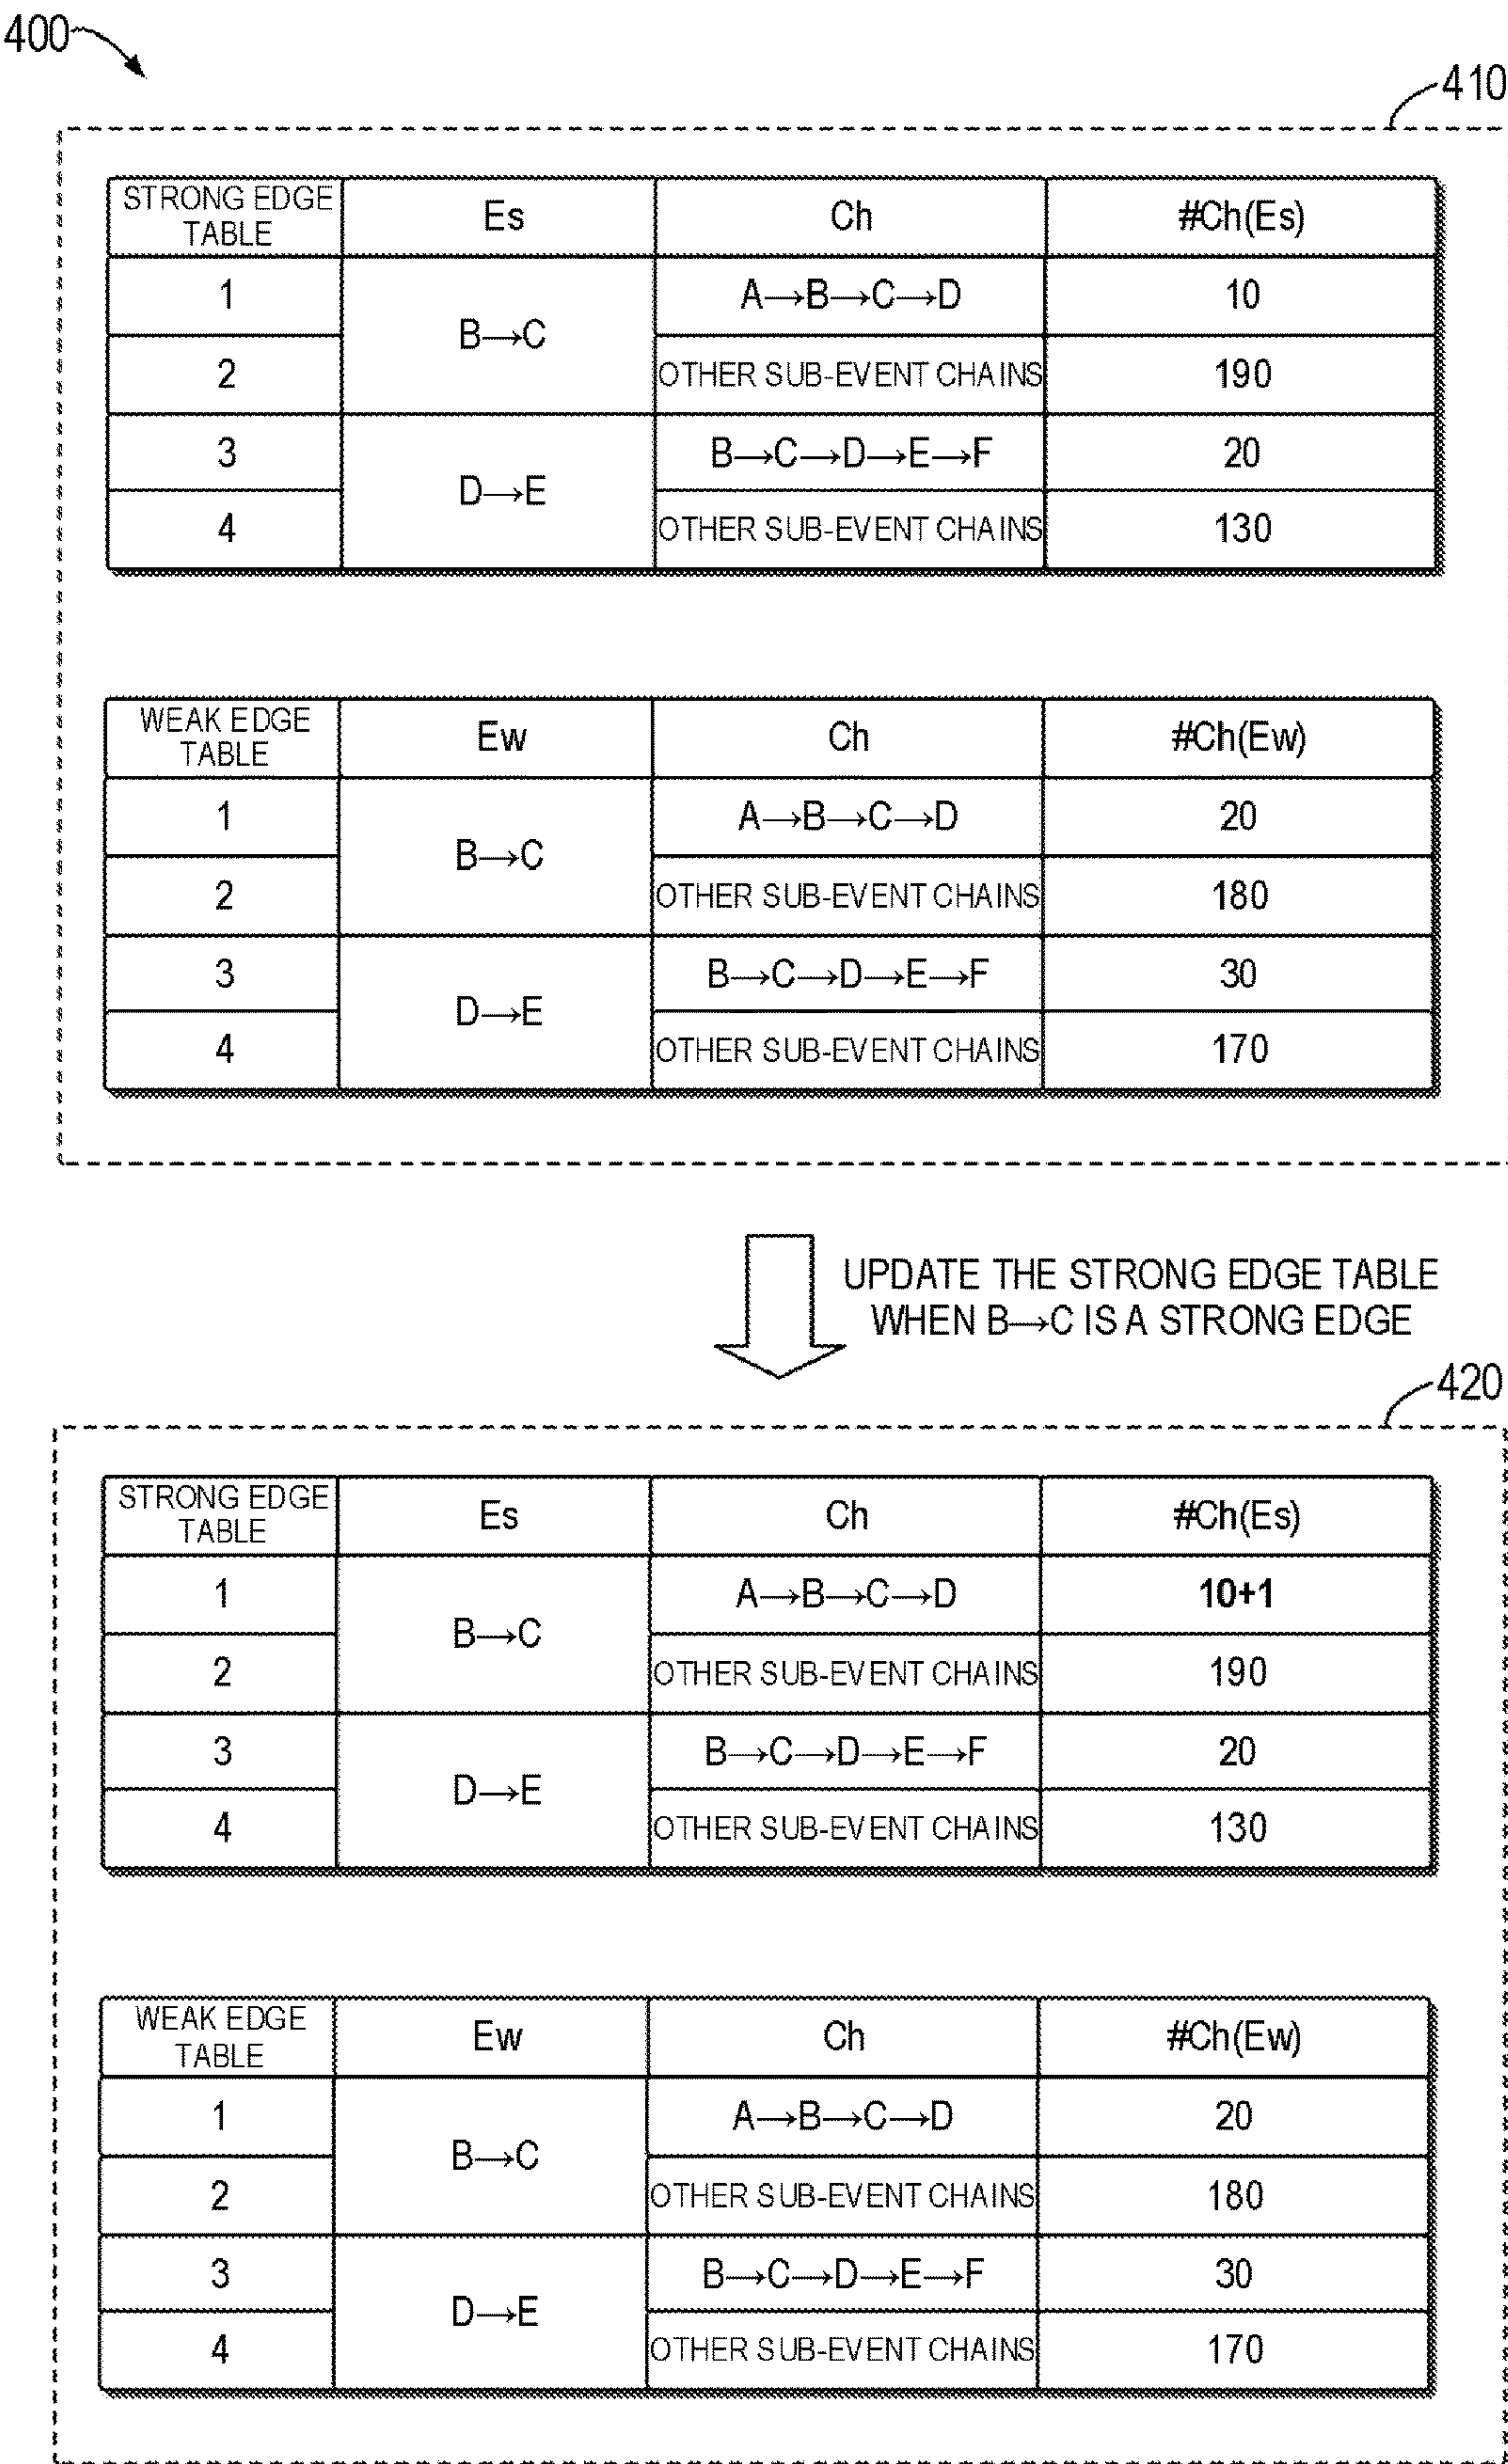 400
410
STRONG EDGE TABLE Es Ch #Ch(Es)
1 B→C A→B→C→D 10
2 OTHER SUB-EVENT CHAINS 190
3 D→E B→C→D→E→F 20
4 OTHER SUB-EVENT CHAINS 130
WEAK EDGE TABLE Ew Ch #Ch(Ew)
1 B→C A→B→C→D 20
2 OTHER SUB-EVENT CHAINS 180
3 D→E B→C→D→E→F 30
4 OTHER SUB-EVENT CHAINS 170
UPDATE THE STRONG EDGE TABLE
WHEN B→C IS A STRONG EDGE
420
STRONG EDGE TABLE Es Ch #Ch(Es)
1 B→C A→B→C→D 10+1
2 OTHER SUB-EVENT CHAINS 190
3 D→E B→C→D→E→F 20
4 OTHER SUB-EVENT CHAINS 130
WEAK EDGE TABLE Ew Ch #Ch(Ew)
1 B→C A→B→C→D 20
2 OTHER SUB-EVENT CHAINS 180
3 D→E B→C→D→E→F 30
4 OTHER SUB-EVENT CHAINS 170